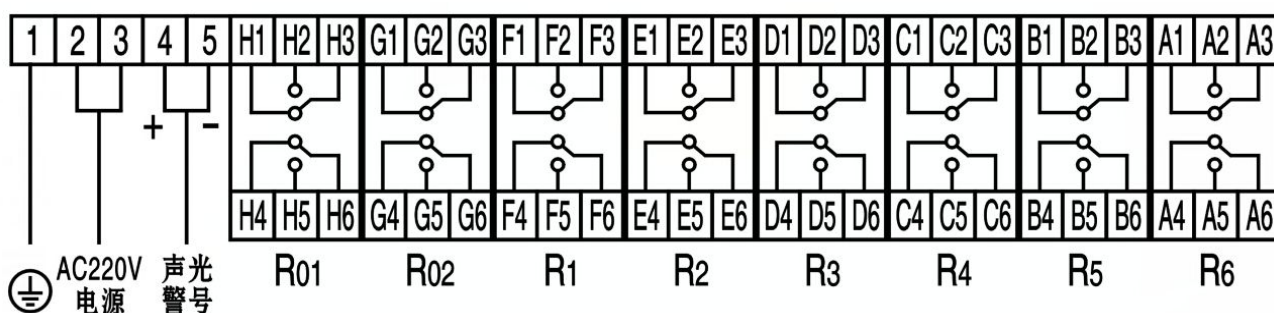 1 2 3 4 5 H1 H2 H3 G1 G2 G3 F1 F2 F3 E1 E2 E3 D1 D2 D3 C1 C2 C3 B1 B2 B3 A1 A2 A3
+ -
H4 H5 H6 G4 G5 G6 F4 F5 F6 E4 E5 E6 D4 D5 D6 C4 C5 C6 B4 B5 B6 A4 A5 A6
AC220V 声光 R01 R02 R1 R2 R3 R4 R5 R6
电源 警号